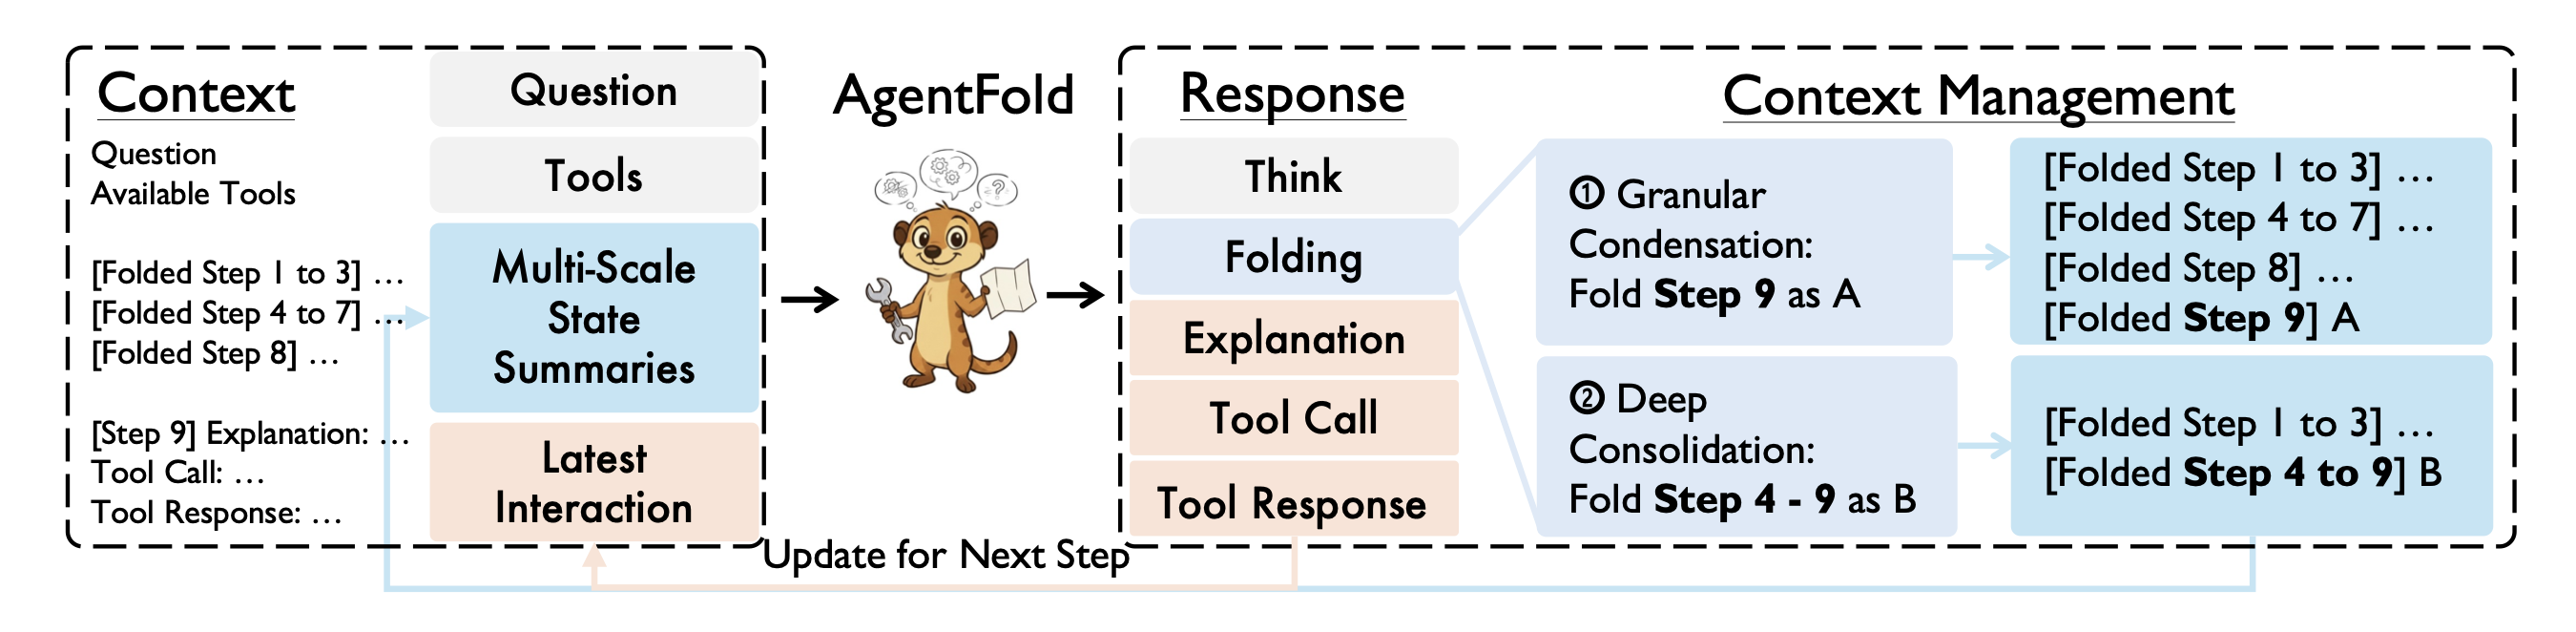 Context
Question
Available Tools
[Folded Step 1 to 3] …
[Folded Step 4 to 7] …
[Folded Step 8] …
[Step 9] Explanation: …
Tool Call: …
Tool Response: …
Question
Tools
Multi-Scale
State
Summaries
Latest
Interaction
AgentFold
?
Response
Think
Folding
Explanation
Tool Call
Tool Response
Context Management
① Granular
Condensation:
Fold Step 9 as A
② Deep
Consolidation:
Fold Step 4 - 9 as B
[Folded Step 1 to 3] …
[Folded Step 4 to 7] …
[Folded Step 8] …
[Folded Step 9] A
[Folded Step 1 to 3] …
[Folded Step 4 to 9] B
Update for Next Step